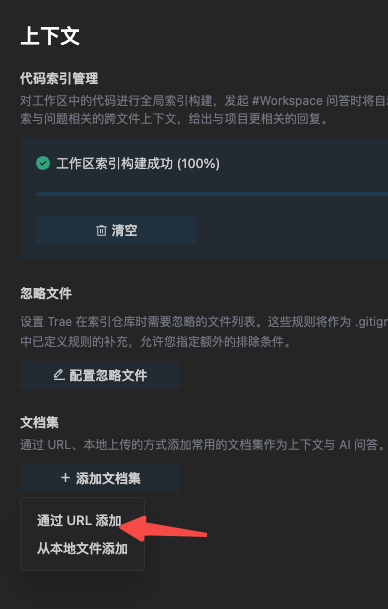 上下文
代码索引管理
对工作区中的代码进行全局索引构建，发起 #Workspace 问答时将自
索与问题相关的跨文件上下文，给出与项目更相关的回复。
工作区索引构建成功 (100%)
清空
忽略文件
设置 Trae 在索引仓库时需要忽略的文件列表。这些规则将作为 .gitign
中已定义规则的补充，允许您指定额外的排除条件。
配置忽略文件
文档集
通过 URL、本地上传的方式添加常用的文档集作为上下文与 AI 问答。
+ 添加文档集
通过 URL 添加
从本地文件添加